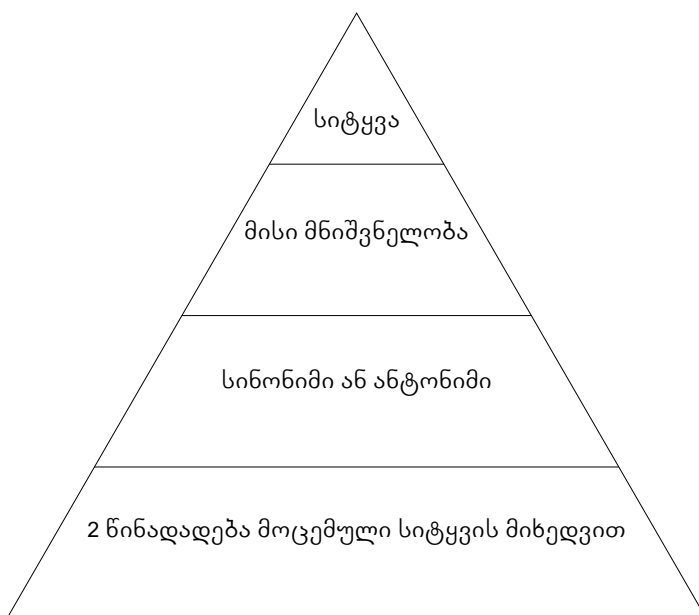 სიტყვა
მისი მნიშვნელობა
სინონიმი ან ანტონიმი
2 წინადადება მოცემული სიტყვის მიხედვით